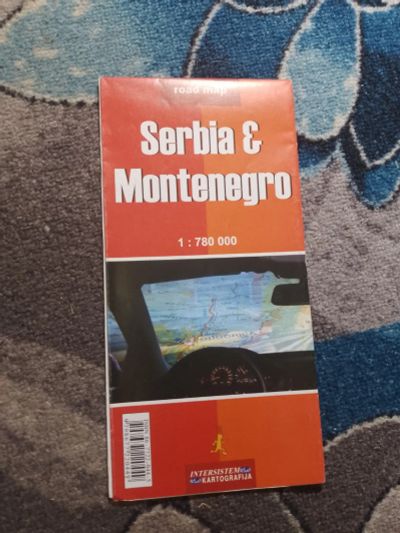 road map
Serbia &
Montenegro
1 : 780 000
INTERSISTEM
KARTOGRAFIJA